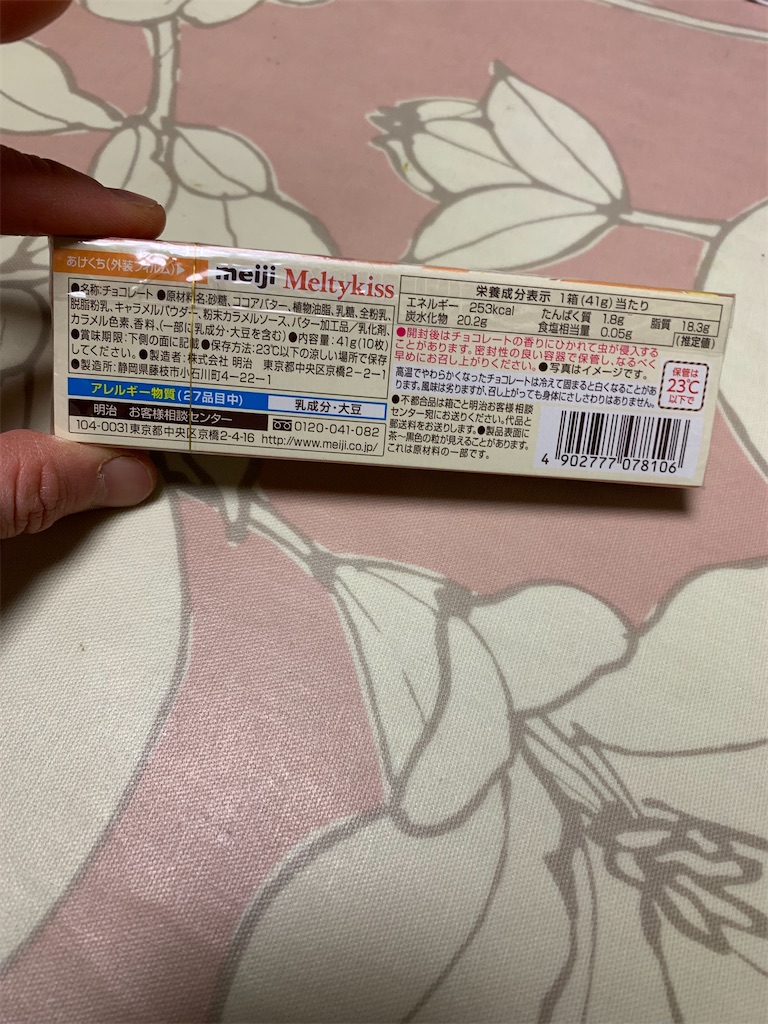 あけくち(外装フィルム)
meiji Meltykiss
●名称:チョコレート ●原材料名:砂糖、ココアバター、植物油脂、乳糖、全粉乳、
脱脂粉乳、キャラメルパウダー、粉末カラメルソース、バター加工品/乳化剤、
カラメル色素、香料、(一部に乳成分・大豆を含む) ●内容量:41g(10枚)
●賞味期限:下側の面に記載 ●保存方法:23℃以下の涼しい場所で保存
してください。●製造者:株式会社 明治 東京都中央区京橋2-2-1
●製造所:静岡県藤枝市小石川町4-22-1
アレルギー物質(27品目中) 乳成分・大豆
明治 お客様相談センター 0120-041-082
104-0031東京都中央区京橋2-4-16 http://www.meiji.co.jp/
栄養成分表示 1箱(41g)当たり
エネルギー 253kcal たんぱく質 1.8g 脂質 18.3g
炭水化物 20.2g 食塩相当量 0.05g (推定値)
●開封後はチョコレートの香りにひかれて虫が侵入する
ことがあります。密封性の良い容器で保管し、なるべく
早めにお召し上がりください。●写真はイメージです。
高温でやわらかくなったチョコレートは冷えて固まると白くなることがあ
ります。風味は劣りますが、召し上がっても身体にさしさわりはありません。
保管は
23℃
以下で
●不都合品は箱ごと明治お客様相談
センター宛にお送りください。代品と
郵送料をお送りします。●製品表面に
茶〜黒色の粒が見えることがあります。
これは原材料の一部です。
4 902777 078106